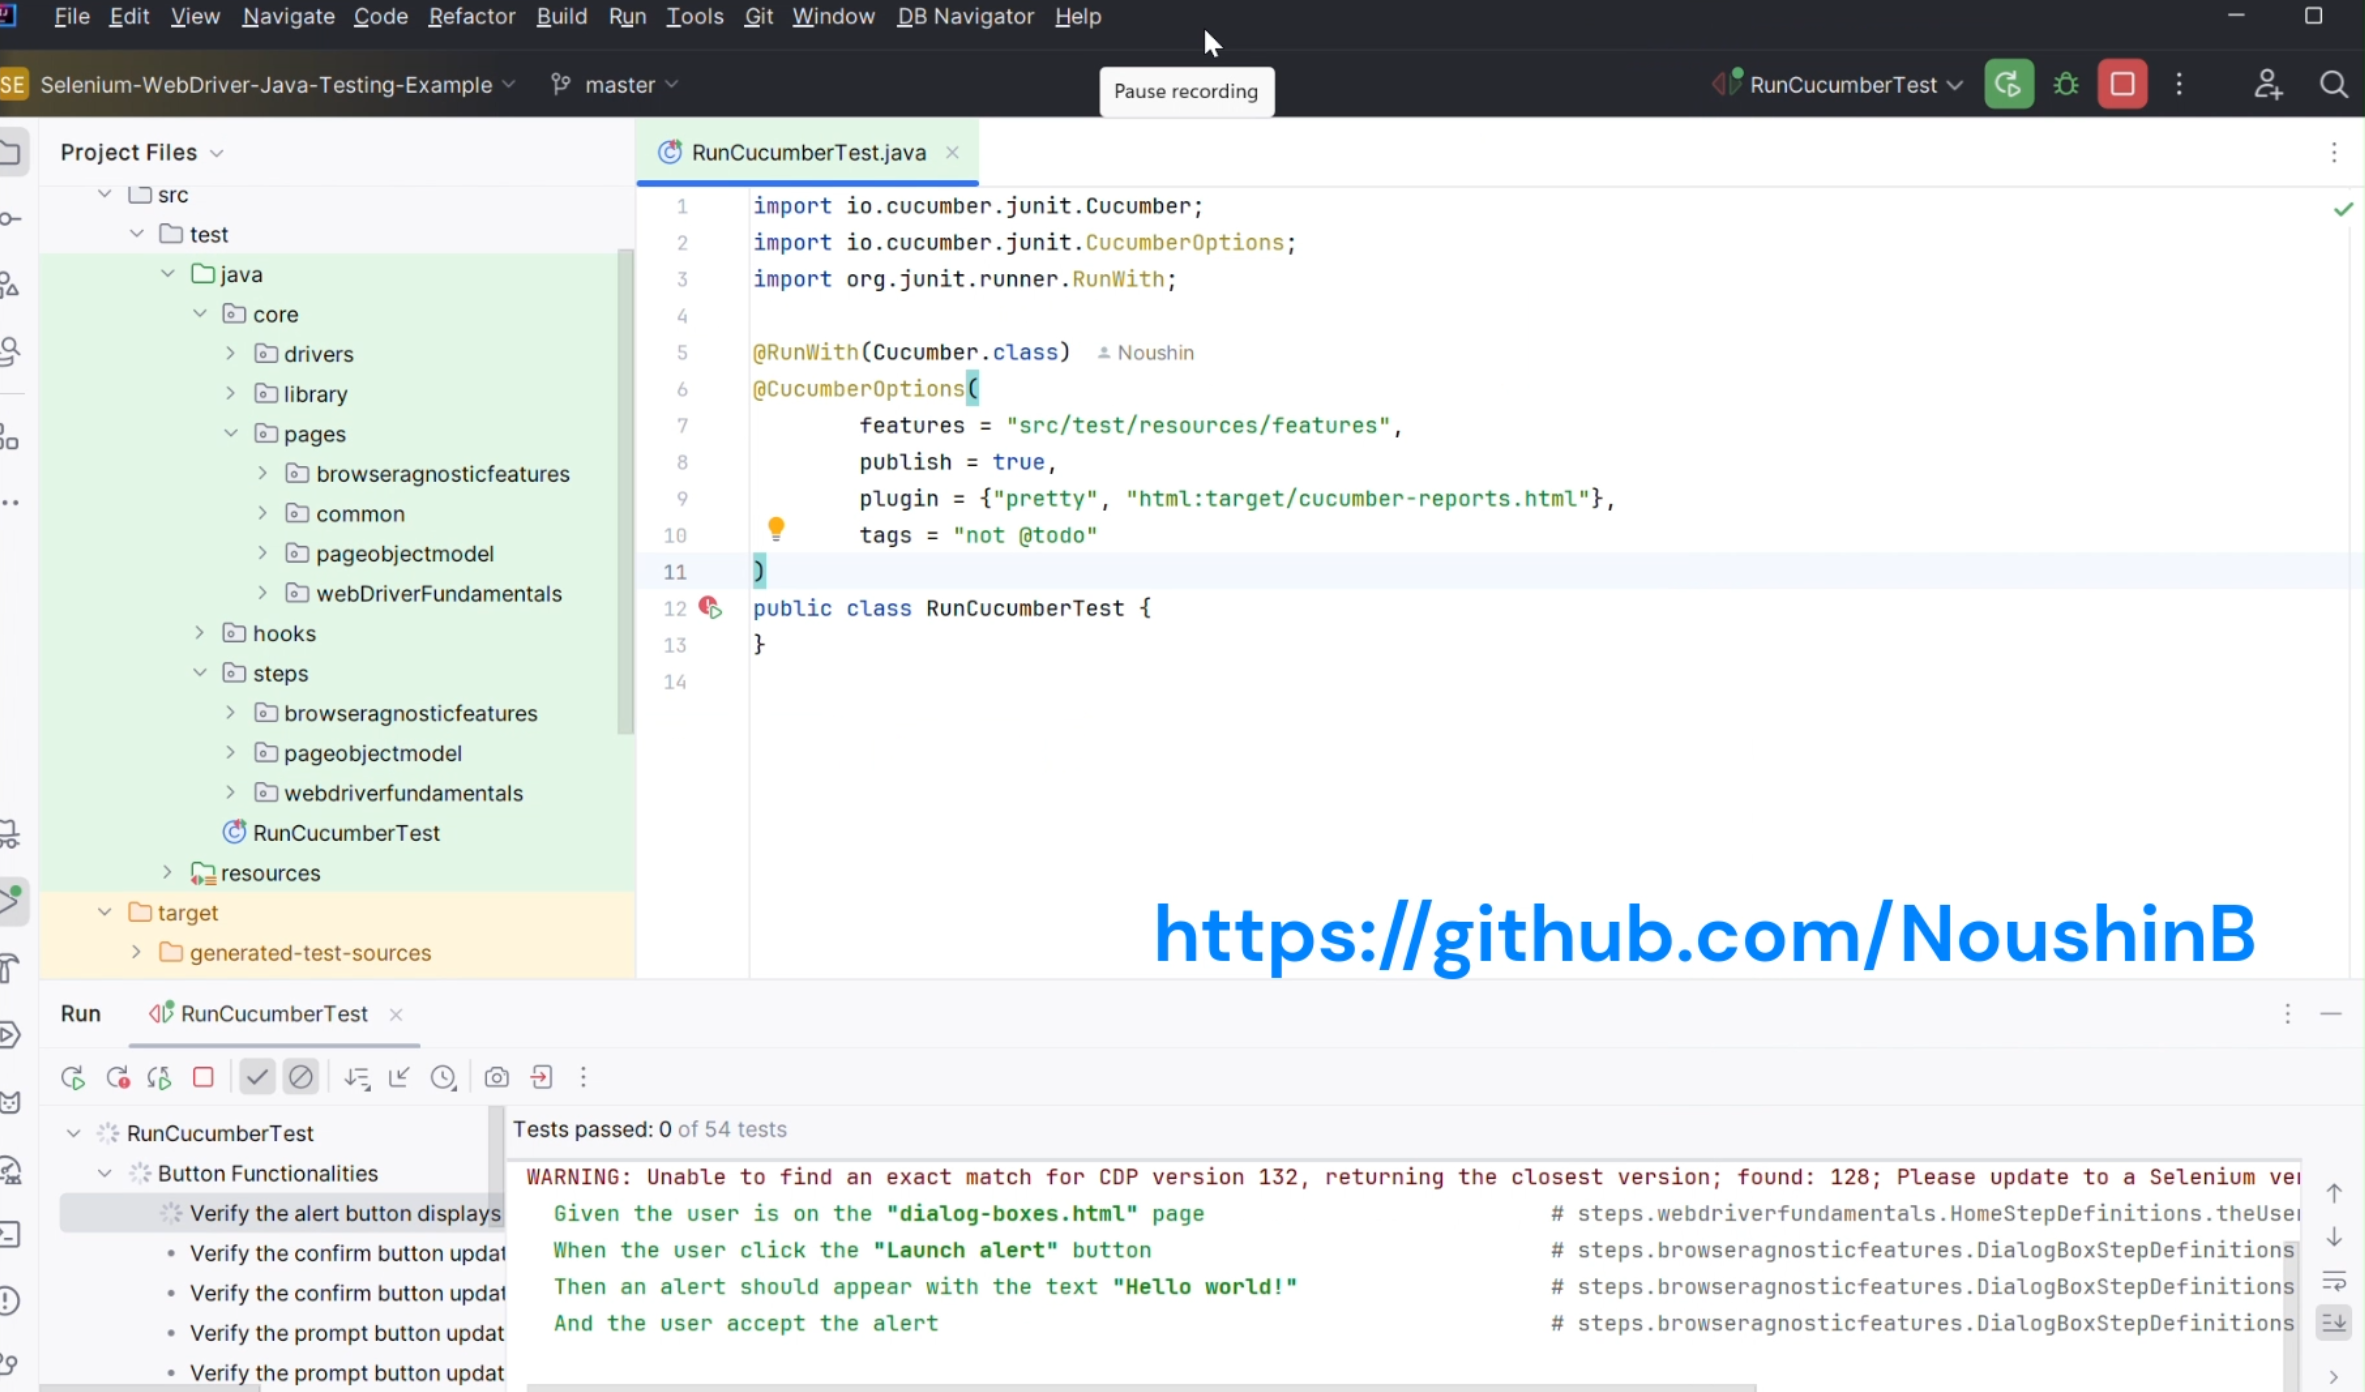 File Edit View Navigate Code Refactor Build Run Tools Git Window DB Navigator Help
SE Selenium-WebDriver-Java-Testing-Example master RunCucumberTest
Pause recording
Project Files
RunCucumberTest.java
src
test
java
core
drivers
library
pages
browseragnosticfeatures
common
pageobjectmodel
webDriverFundamentals
hooks
steps
browseragnosticfeatures
pageobjectmodel
webdriverfundamentals
RunCucumberTest
resources
target
generated-test-sources
1 import io.cucumber.junit.Cucumber;
2 import io.cucumber.junit.CucumberOptions;
3 import org.junit.runner.RunWith;
4
5 @RunWith(Cucumber.class) Noushin
6 @CucumberOptions(
7 features = "src/test/resources/features",
8 publish = true,
9 plugin = {"pretty", "html:target/cucumber-reports.html"},
10 tags = "not @todo"
11 )
12 public class RunCucumberTest {
13 }
14
https://github.com/NoushinB
Run RunCucumberTest
RunCucumberTest
Button Functionalities
Verify the alert button displays
Verify the confirm button updat
Verify the confirm button updat
Verify the prompt button updat
Verify the prompt button updat
Tests passed: 0 of 54 tests
WARNING: Unable to find an exact match for CDP version 132, returning the closest version; found: 128; Please update to a Selenium ver
Given the user is on the "dialog-boxes.html" page # steps.webdriverfundamentals.HomeStepDefinitions.theUser
When the user click the "Launch alert" button # steps.browseragnosticfeatures.DialogBoxStepDefinitions
Then an alert should appear with the text "Hello world!" # steps.browseragnosticfeatures.DialogBoxStepDefinitions
And the user accept the alert # steps.browseragnosticfeatures.DialogBoxStepDefinitions